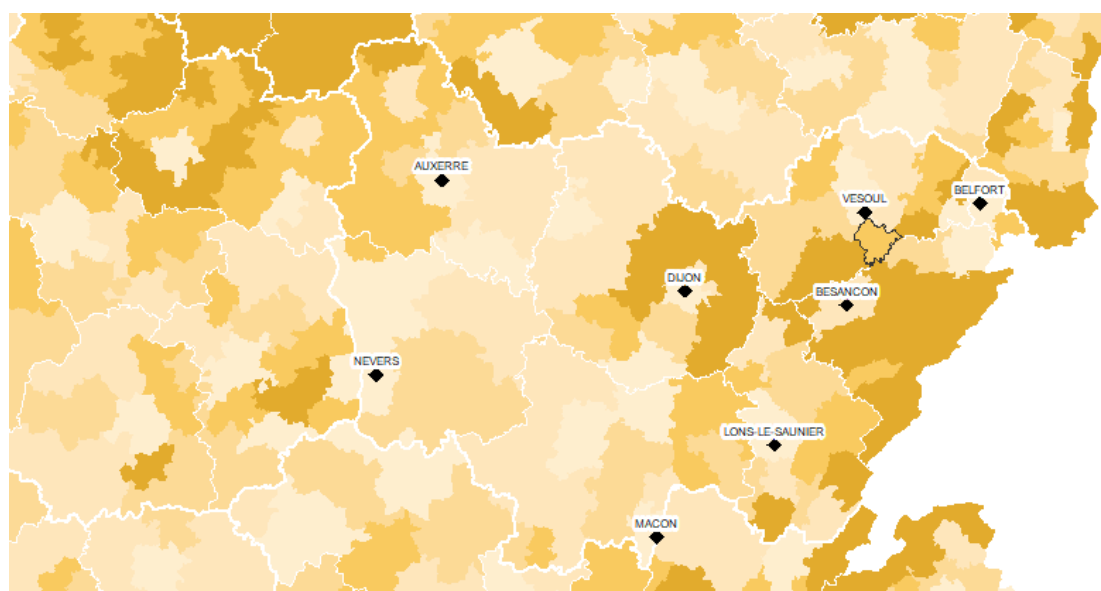 AUXERRE
BELFORT
VESOUL
DIJON
BESANCON
NEVERS
LONS-LE-SAUNIER
MACON